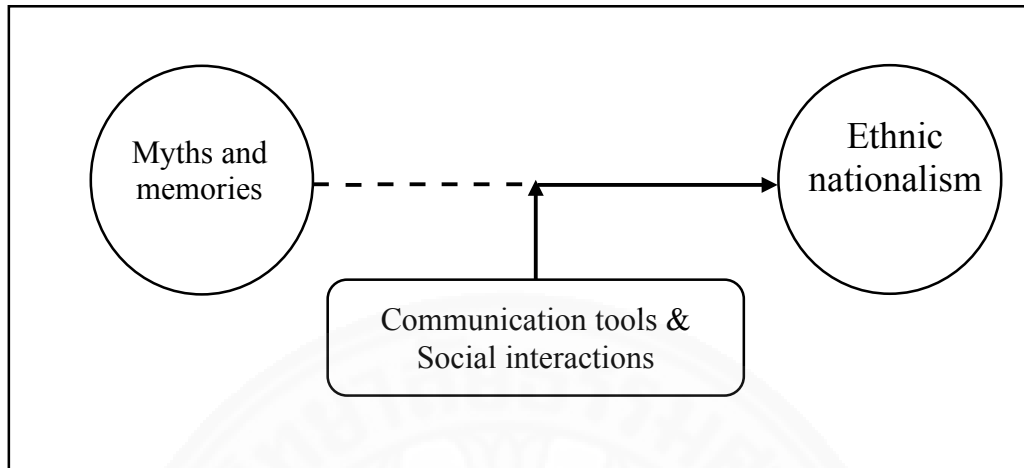 Myths and
memories
Ethnic
nationalism
Communication tools &
Social interactions